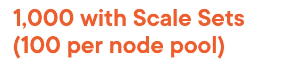 1,000 with Scale Sets
(100 per node pool)